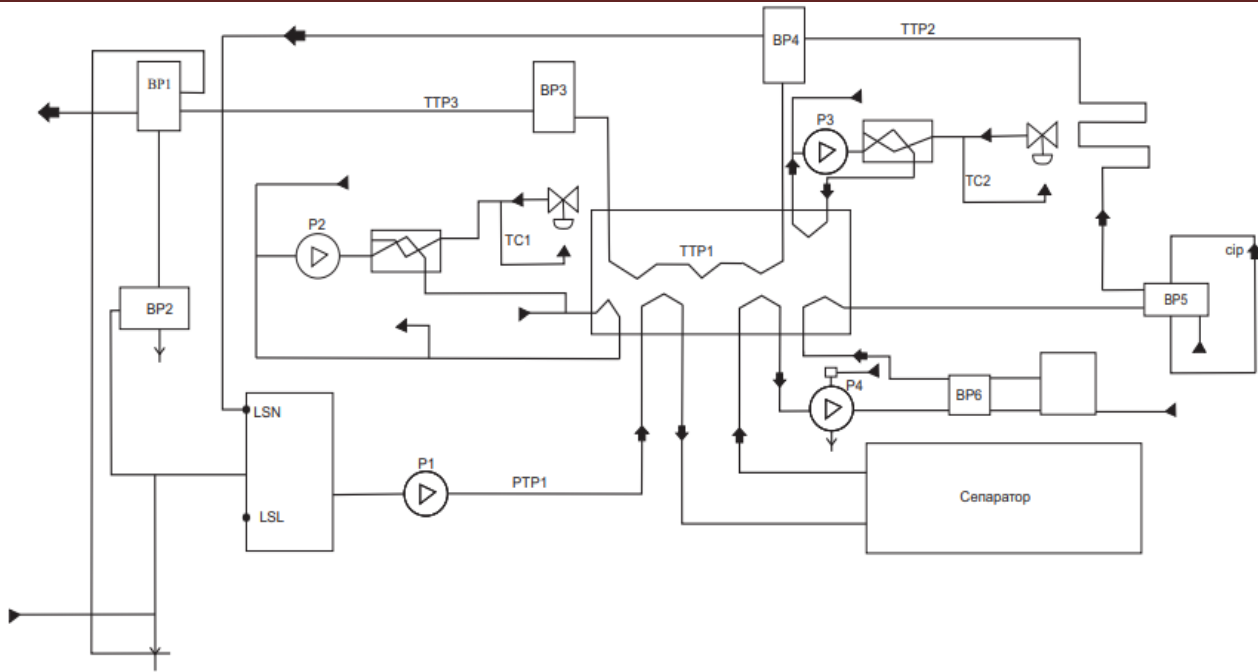 BP4
TTP2
BP1
BP3
TTP3
P3
TC2
P2
TC1
TTP1
cip
BP5
BP2
P4
BP6
LSN
P1
PTP1
LSL
Сепаратор